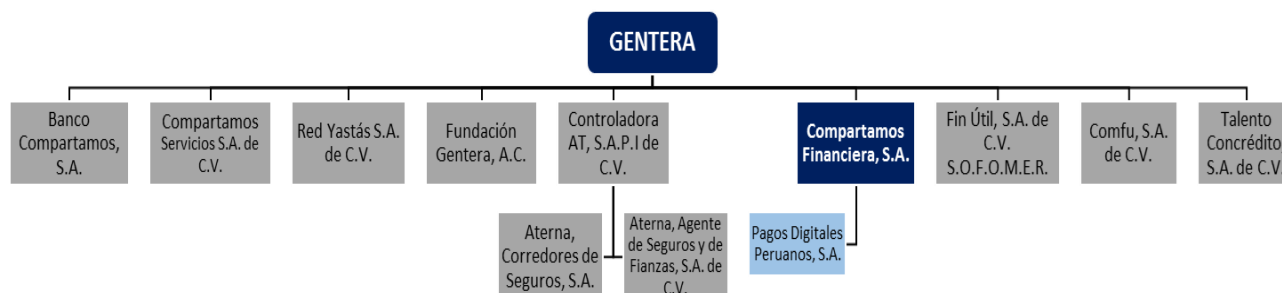 GENTERA
Banco
Compartamos,
S.A.
Compartamos
Servicios S.A. de
C.V.
Red Yastás S.A.
de C.V.
Fundación
Gentera, A.C.
Controladora
AT, S.A.P.I de
C.V.
Compartamos
Financiera, S.A.
Fin Útil, S.A. de
C.V.
S.O.F.O.M.E.R.
Comfu, S.A.
de C.V.
Talento
Concrédito,
S.A. de C.V.
Aterna,
Corredores de
Seguros, S.A.
Aterna, Agente
de Seguros y de
Fianzas, S.A. de
C.V.
Pagos Digitales
Peruanos, S.A.